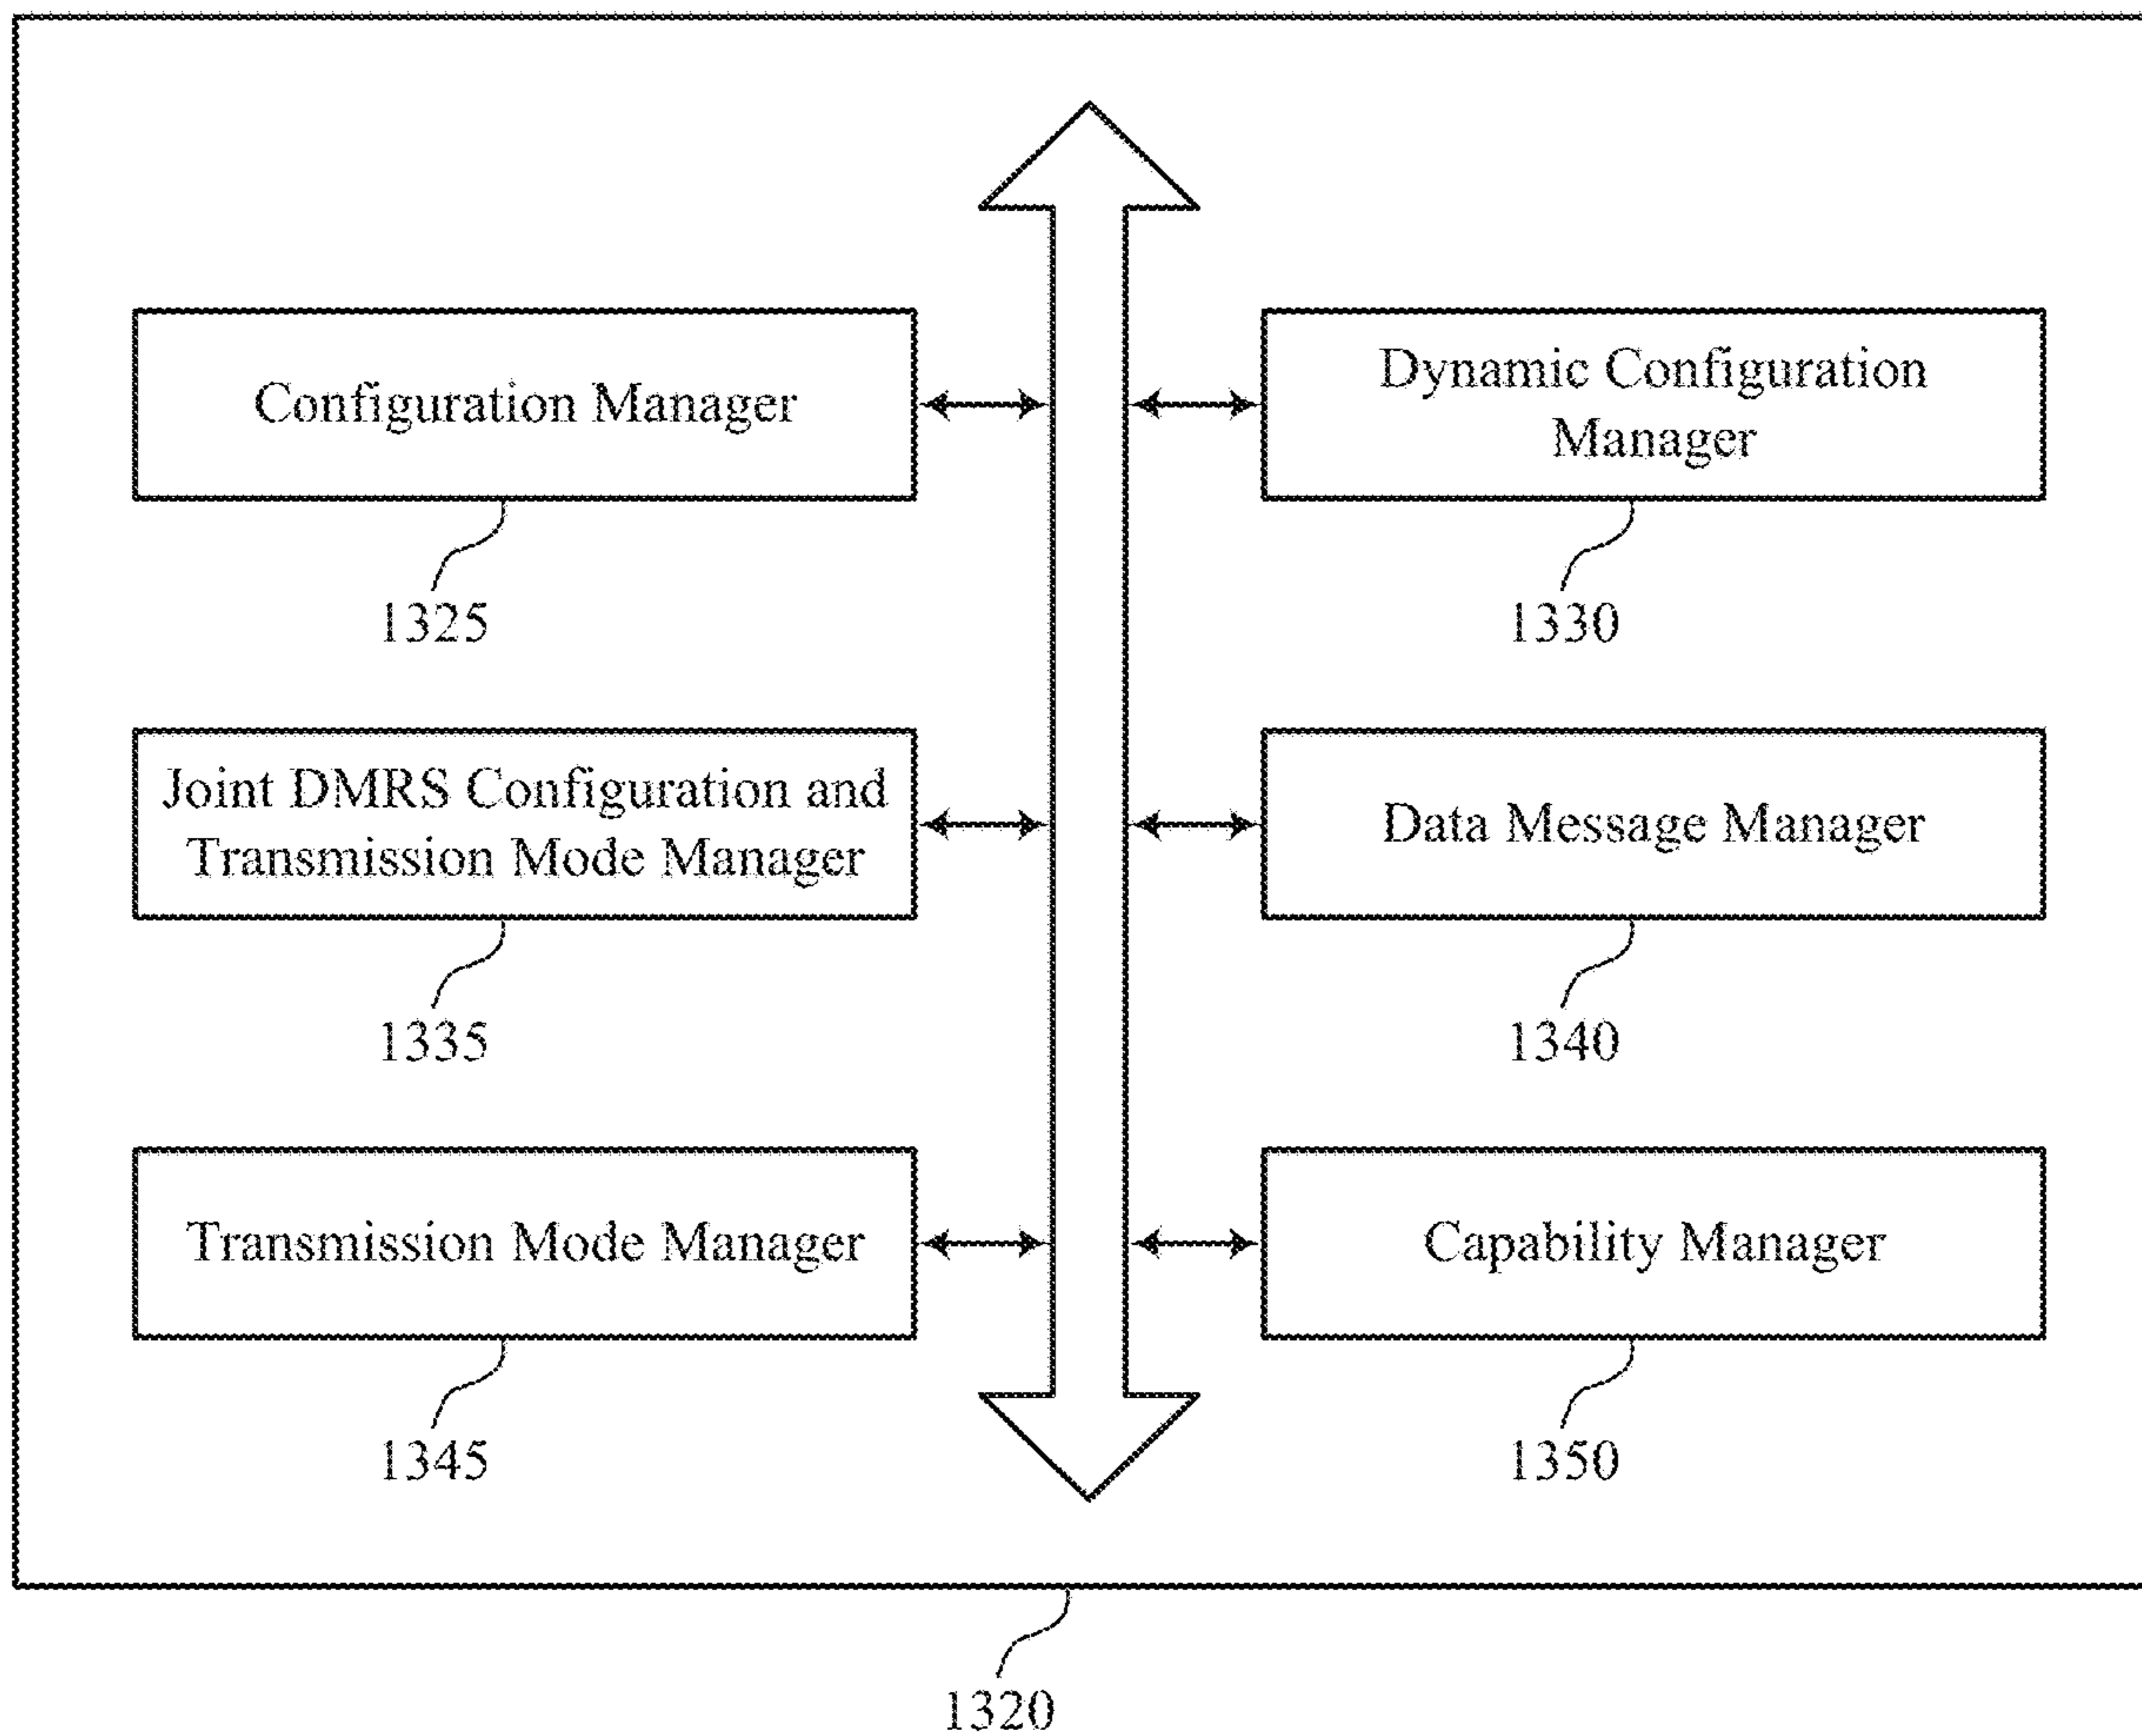 Configuration Manager
Dynamic Configuration
Manager
1325
1330
Joint DMRS Configuration and
Transmission Mode Manager
Data Message Manager
1335
1340
Transmission Mode Manager
Capability Manager
1345
1350
1320